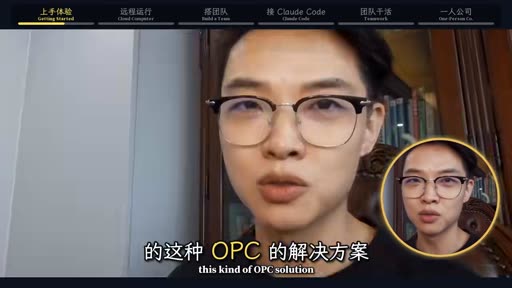 上手体验
Getting Started
远程运行
Cloud Computer
搭团队
Build a Team
接 Claude Code
Claude Code
团队干活
Teamwork
一人公司
One-Person Co.
的这种 OPC 的解决方案
this kind of OPC solution